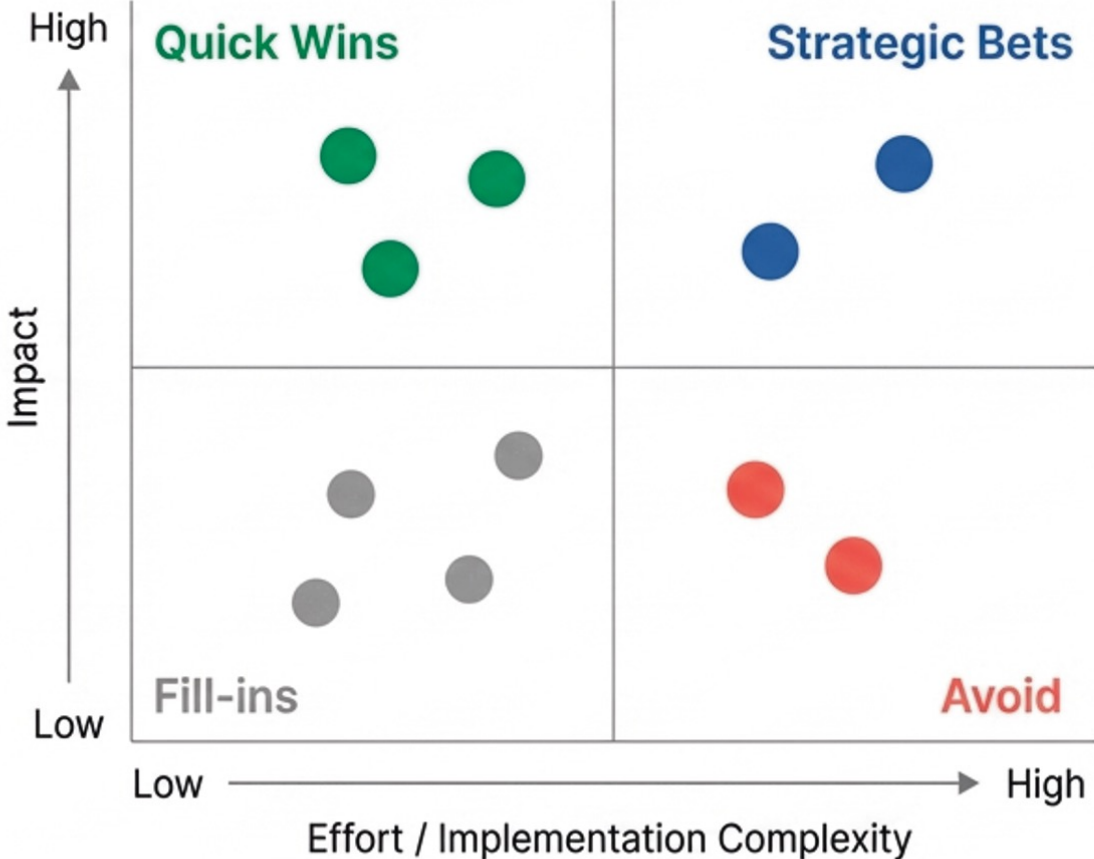 High
Quick Wins
Strategic Bets
Impact
Fill-ins
Avoid
Low
Low
High
Effort / Implementation Complexity